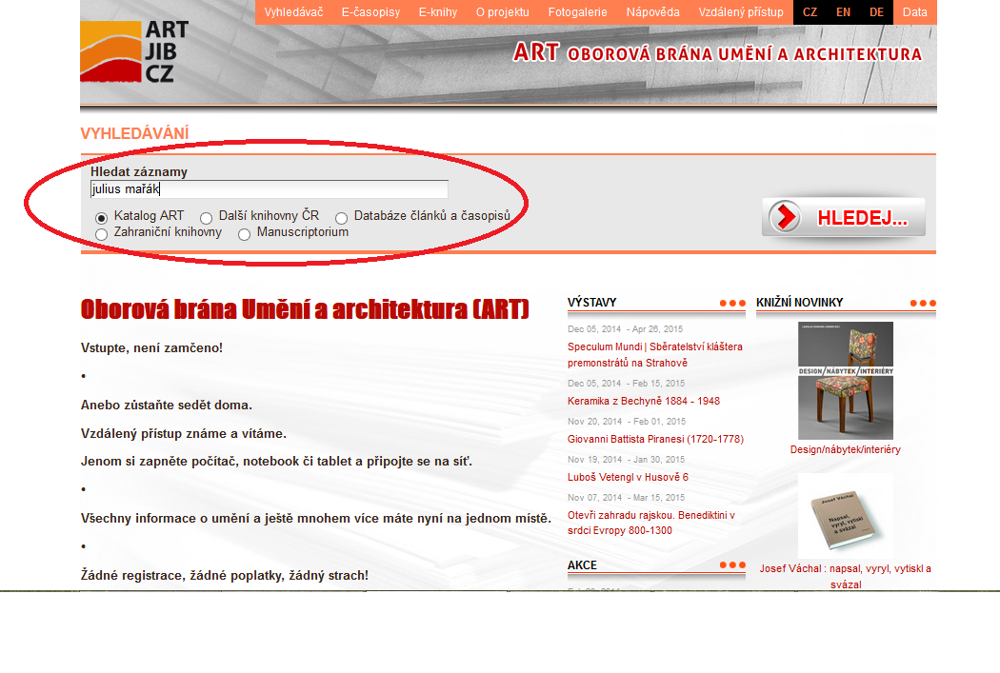 Vyhledávač E-časopisy E-knihy O projektu Fotogalerie Nápověda Vzdálený přístup CZ EN DE Data
ART
JIB
CZ
ART OBOROVÁ BRÁNA UMĚNÍ A ARCHITEKTURA
VYHLEDÁVÁNÍ
Hledat záznamy
julius mařák
Katalog ART Další knihovny ČR Databáze článků a časopisů
Zahraniční knihovny Manuscriptorium
HLEDEJ...
Oborová brána Umění a architektura (ART)
Vstupte, není zamčeno!
•
Anebo zůstaňte sedět doma.
Vzdálený přístup známe a vítáme.
Jenom si zapněte počítač, notebook či tablet a připojte se na síť.
•
Všechny informace o umění a ještě mnohem více máte nyní na jednom místě.
•
Žádné registrace, žádné poplatky, žádný strach!
VÝSTAVY
Dec 05, 2014 - Apr 26, 2015
Speculum Mundi | Sběratelství kláštera
premonstrátů na Strahově
Dec 05, 2014 - Feb 15, 2015
Keramika z Bechyně 1884 - 1948
Nov 20, 2014 - Feb 01, 2015
Giovanni Battista Piranesi (1720-1778)
Nov 19, 2014 - Jan 30, 2015
Luboš Vetengl v Husově 6
Nov 07, 2014 - Mar 15, 2015
Otevři zahradu rajskou. Benediktini v
srdci Evropy 800-1300
AKCE
KNIŽNÍ NOVINKY
DESIGN/NÁBYTEK/INTERIÉRY
Design/nábytek/interiéry
Josef Váchal
Napsal,
vyryl, vytiskl
a svázal
Josef Váchal : napsal, vyryl, vytiskl a
svázal